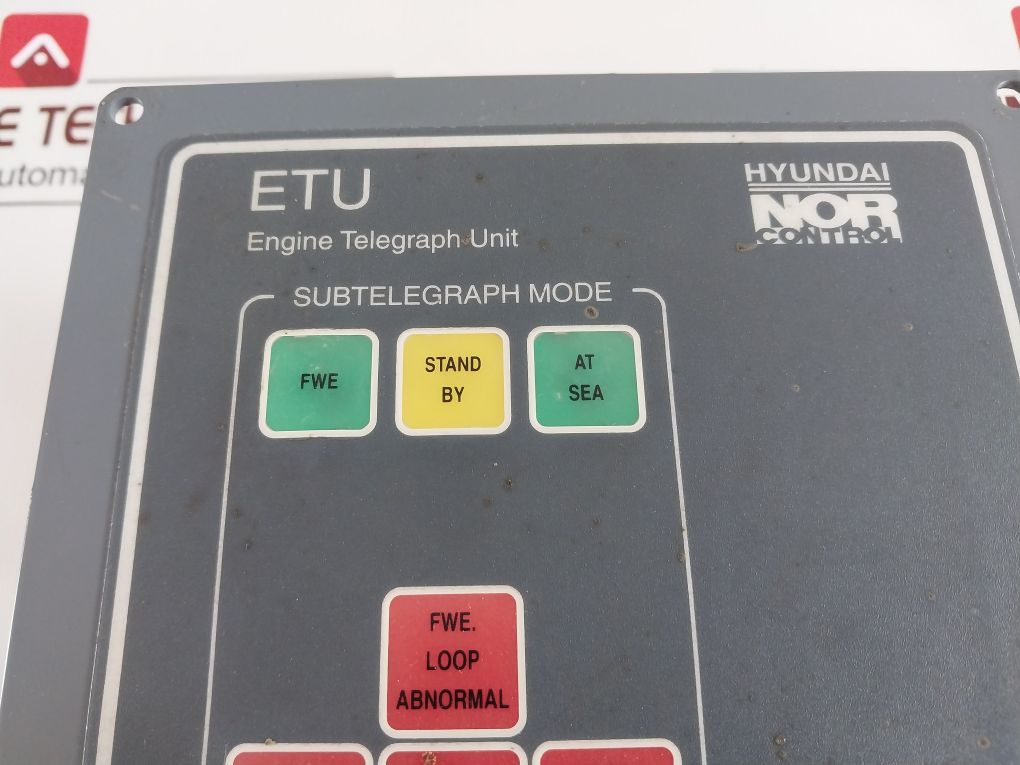 ETU
Engine Telegraph Unit
HYUNDAI
NOR
CONTROL
SUBTELEGRAPH MODE
FWE
STAND
BY
AT
SEA
FWE.
LOOP
ABNORMAL